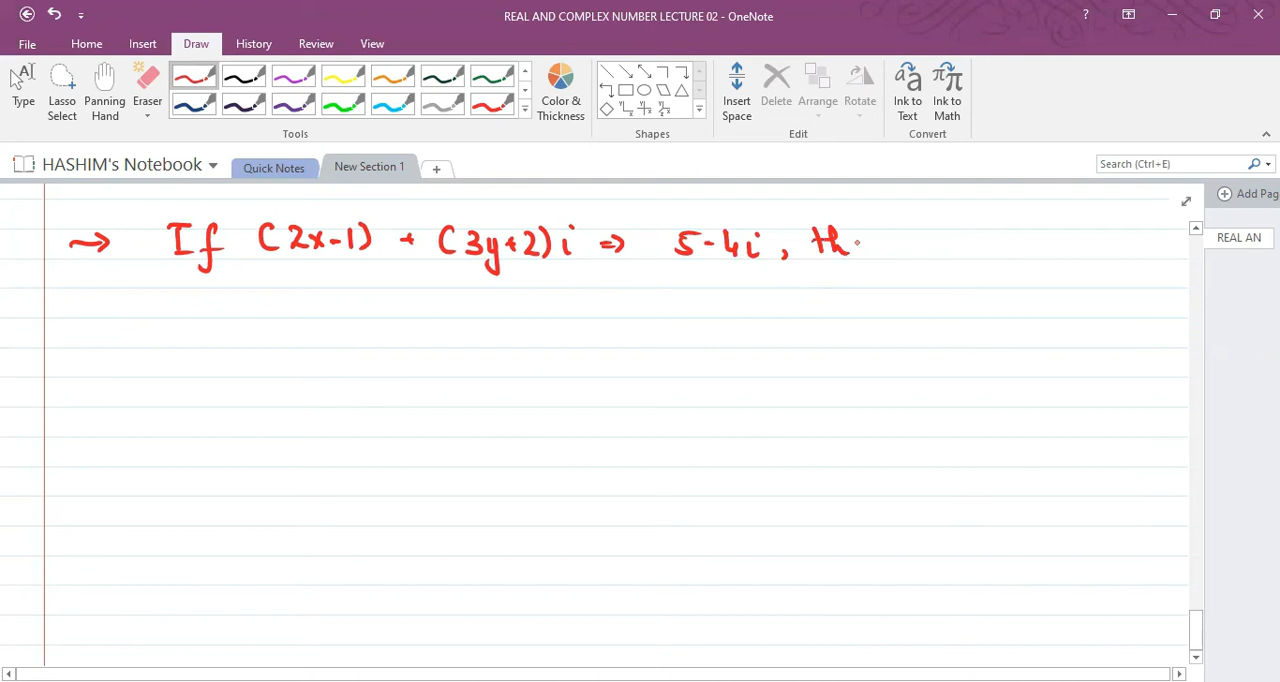 REAL AND COMPLEX NUMBER LECTURE 02 - OneNote
File Home Insert Draw History Review View
Type
Lasso Select
Panning Hand
Eraser
Color & Thickness
Insert Space
Delete
Arrange
Rotate
Ink to Text
Ink to Math
Tools
Shapes
Edit
Convert
HASHIM's Notebook
Quick Notes
New Section 1
Search (Ctrl+E)
Add Pag
REAL AN
→ If (2x-1) + (3y+2)i ⇒ 5-4i, th